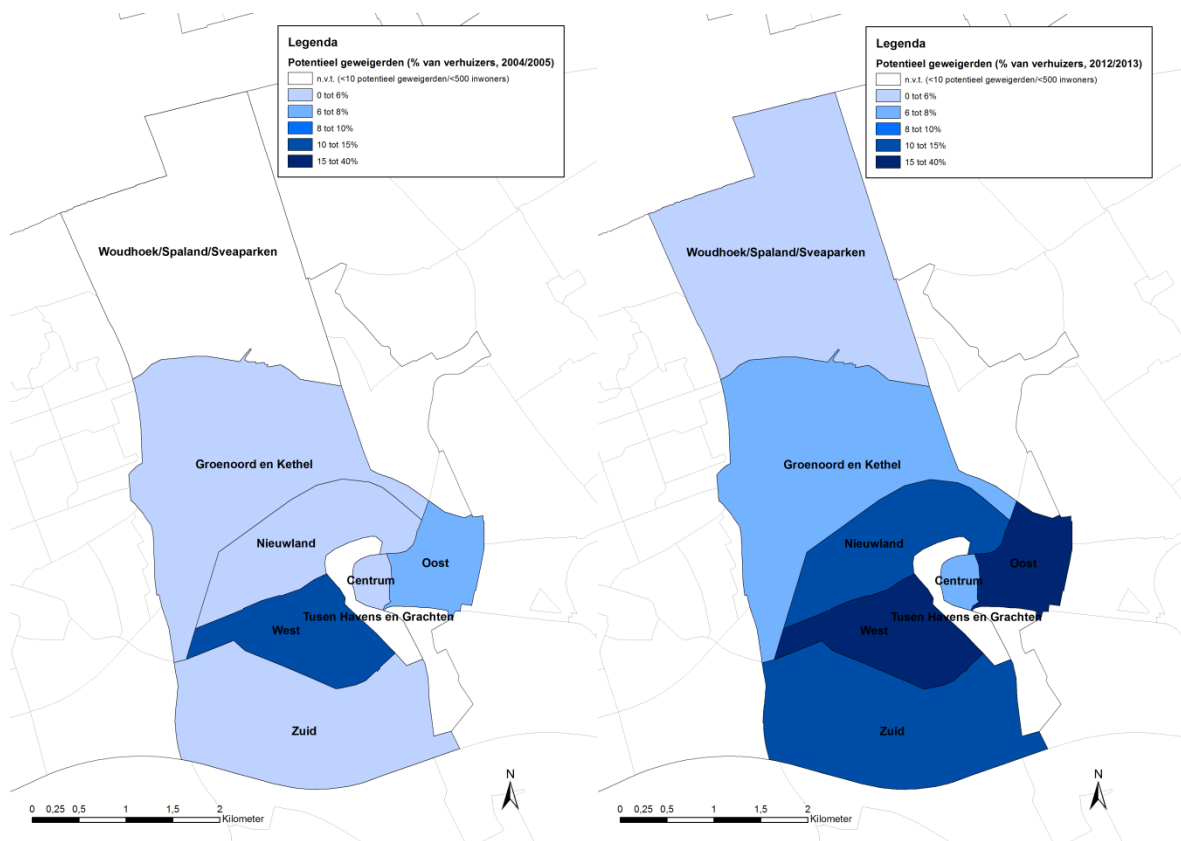 Legenda
Potentieel geweigerden (% van verhuizers, 2004/2005)
n.v.t. (<10 potentieel geweigerden/<500 inwoners)
0 tot 6%
6 tot 8%
8 tot 10%
10 tot 15%
15 tot 40%
Woudhoek/Spaland/Sveaparken
Groenoord en Kethel
Nieuwland
Oost
Centrum
Tusen Havens en Grachten
West
Zuid
N
0 0,25 0,5 1 1,5 2
Kilometer
Legenda
Potentieel geweigerden (% van verhuizers, 2012/2013)
n.v.t. (<10 potentieel geweigerden/<500 inwoners)
0 tot 6%
6 tot 8%
8 tot 10%
10 tot 15%
15 tot 40%
Woudhoek/Spaland/Sveaparken
Groenoord en Kethel
Nieuwland
Oost
Centrum
Tusen Havens en Grachten
West
Zuid
N
0 0,25 0,5 1 1,5 2
Kilometer